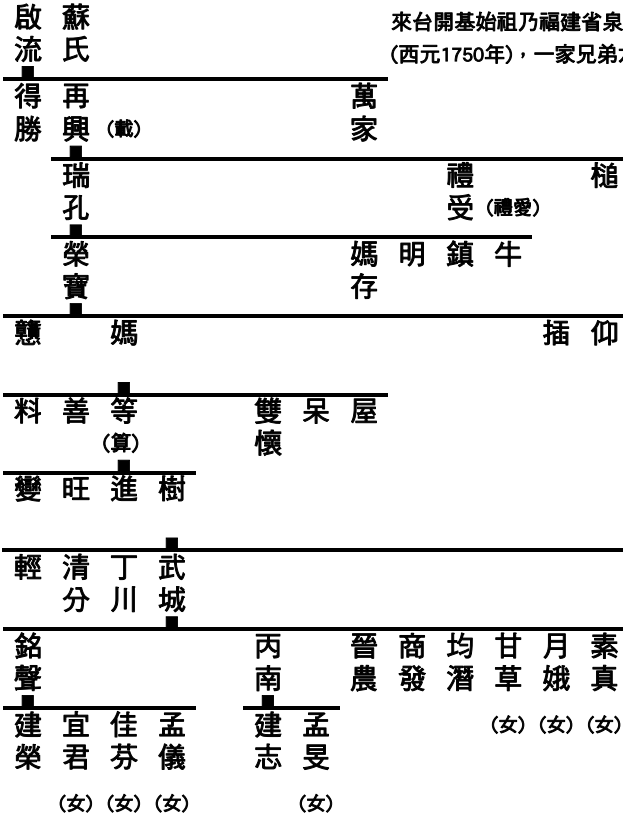 啟流 蘇氏
來台開基始祖乃福建省泉
(西元1750年)，一家兄弟
得勝 再興 (戴) 萬家
瑞孔 禮受 (禮愛) 槌
榮寶 媽存 明 鎮 牛
戇 媽 插 仰
料 善 等 (算) 雙懷 呆 屋
變 旺 進 樹
輕 清分 丁川 武城
銘聲 丙南 晉農 商發 均潛 甘草 (女) 月娥 (女) 素真 (女)
建榮 宜君 (女) 佳芬 (女) 孟儀 (女) 建志 孟旻 (女)